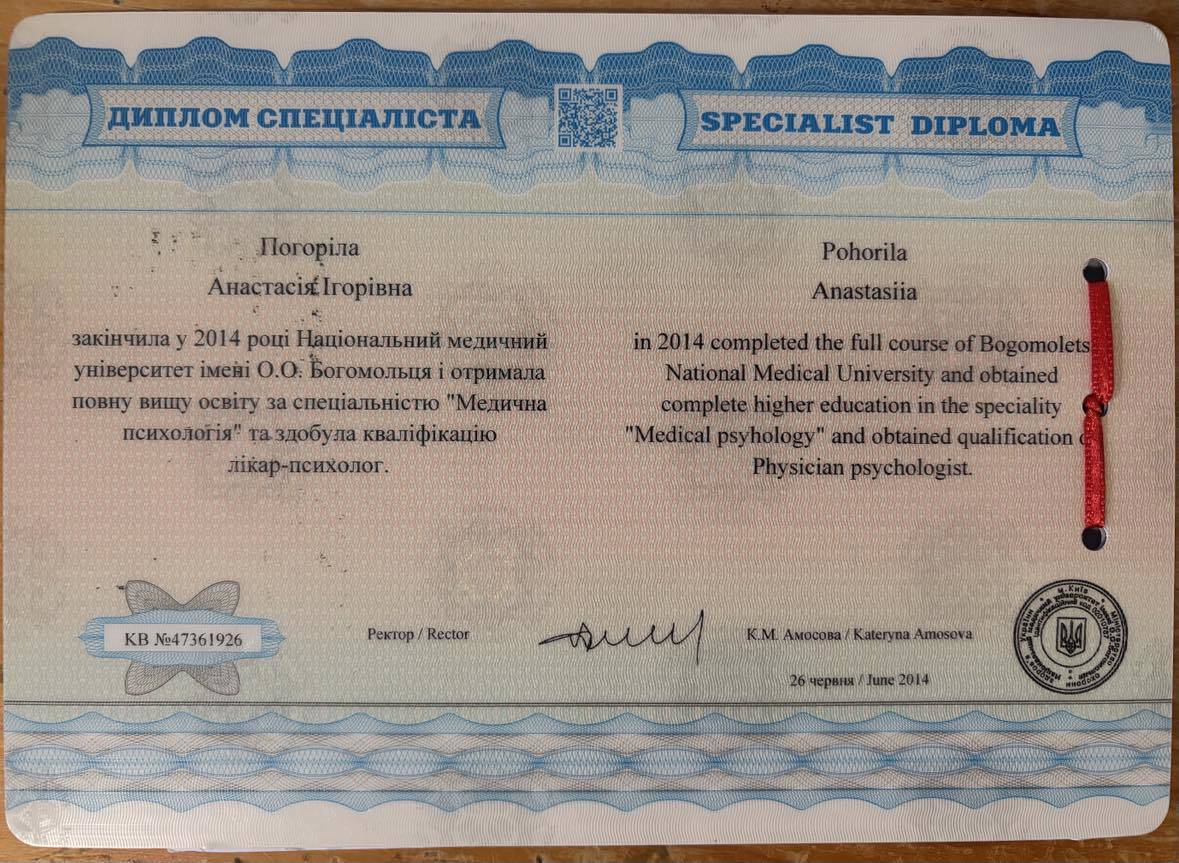 ДИПЛОМ СПЕЦІАЛІСТА
Погоріла
Анастасія Ігорівна
закінчила у 2014 році Національний медичний
університет імені О.О. Богомольця і отримала
повну вищу освіту за спеціальністю "Медична
психологія" та здобула кваліфікацію
лікар-психолог.
SPECIALIST DIPLOMA
Pohorila
Anastasiia
in 2014 completed the full course of Bogomolets
National Medical University and obtained
complete higher education in the speciality
"Medical psyhology" and obtained qualification
Physician psychologist.
КВ №47361926
Ректор / Rector
К.М. Амосова / Kateryna Amosova
26 червня / June 2014